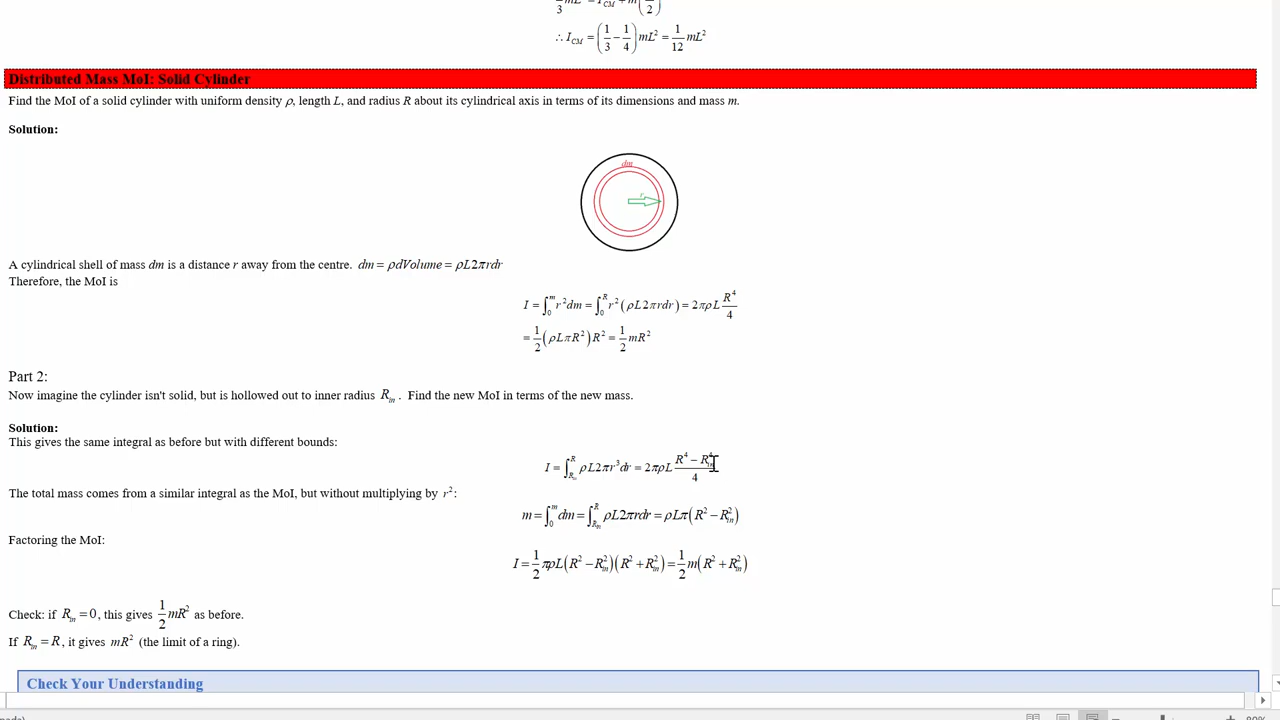 ∴ I_CM = (1/3 − 1/4) mL² = 1/12 mL²
Distributed Mass MoI: Solid Cylinder
Find the MoI of a solid cylinder with uniform density ρ, length L, and radius R about its cylindrical axis in terms of its dimensions and mass m.
Solution:
dm
r
A cylindrical shell of mass dm is a distance r away from the centre. dm = ρdVolume = ρL2πrdr
Therefore, the MoI is
I = ∫₀^m r²dm = ∫₀^R r²(ρL2πrdr) = 2πρL R⁴/4
= 1/2 (ρLπR²)R² = 1/2 mR²
Part 2:
Now imagine the cylinder isn't solid, but is hollowed out to inner radius R_in. Find the new MoI in terms of the new mass.
Solution:
This gives the same integral as before but with different bounds:
I = ∫_{R_in}^R ρL2πr³dr = 2πρL (R⁴ − R_in⁴)/4
The total mass comes from a similar integral as the MoI, but without multiplying by r²:
m = ∫₀^m dm = ∫_{R_in}^R ρL2πrdr = ρLπ(R² − R_in²)
Factoring the MoI:
I = 1/2 πρL(R² − R_in²)(R² + R_in²) = 1/2 m(R² + R_in²)
Check: if R_in = 0, this gives 1/2 mR² as before.
If R_in = R, it gives mR² (the limit of a ring).
Check Your Understanding